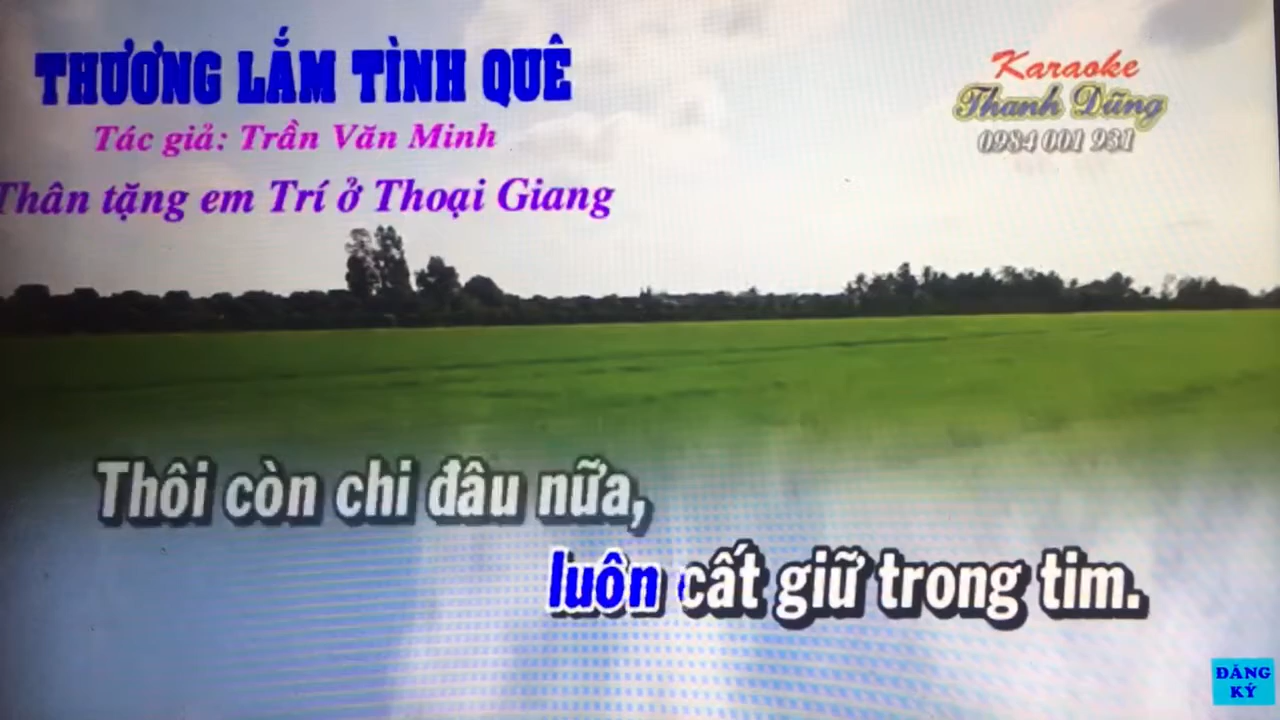 THƯƠNG LẮM TÌNH QUÊ
Tác giả: Trần Văn Minh
Thân tặng em Trí ở Thoại Giang
Karaoke
Thanh Dũng
0984 001 931
Thôi còn chi đâu nữa,
luôn cất giữ trong tim.
ĐĂNG
KÝ